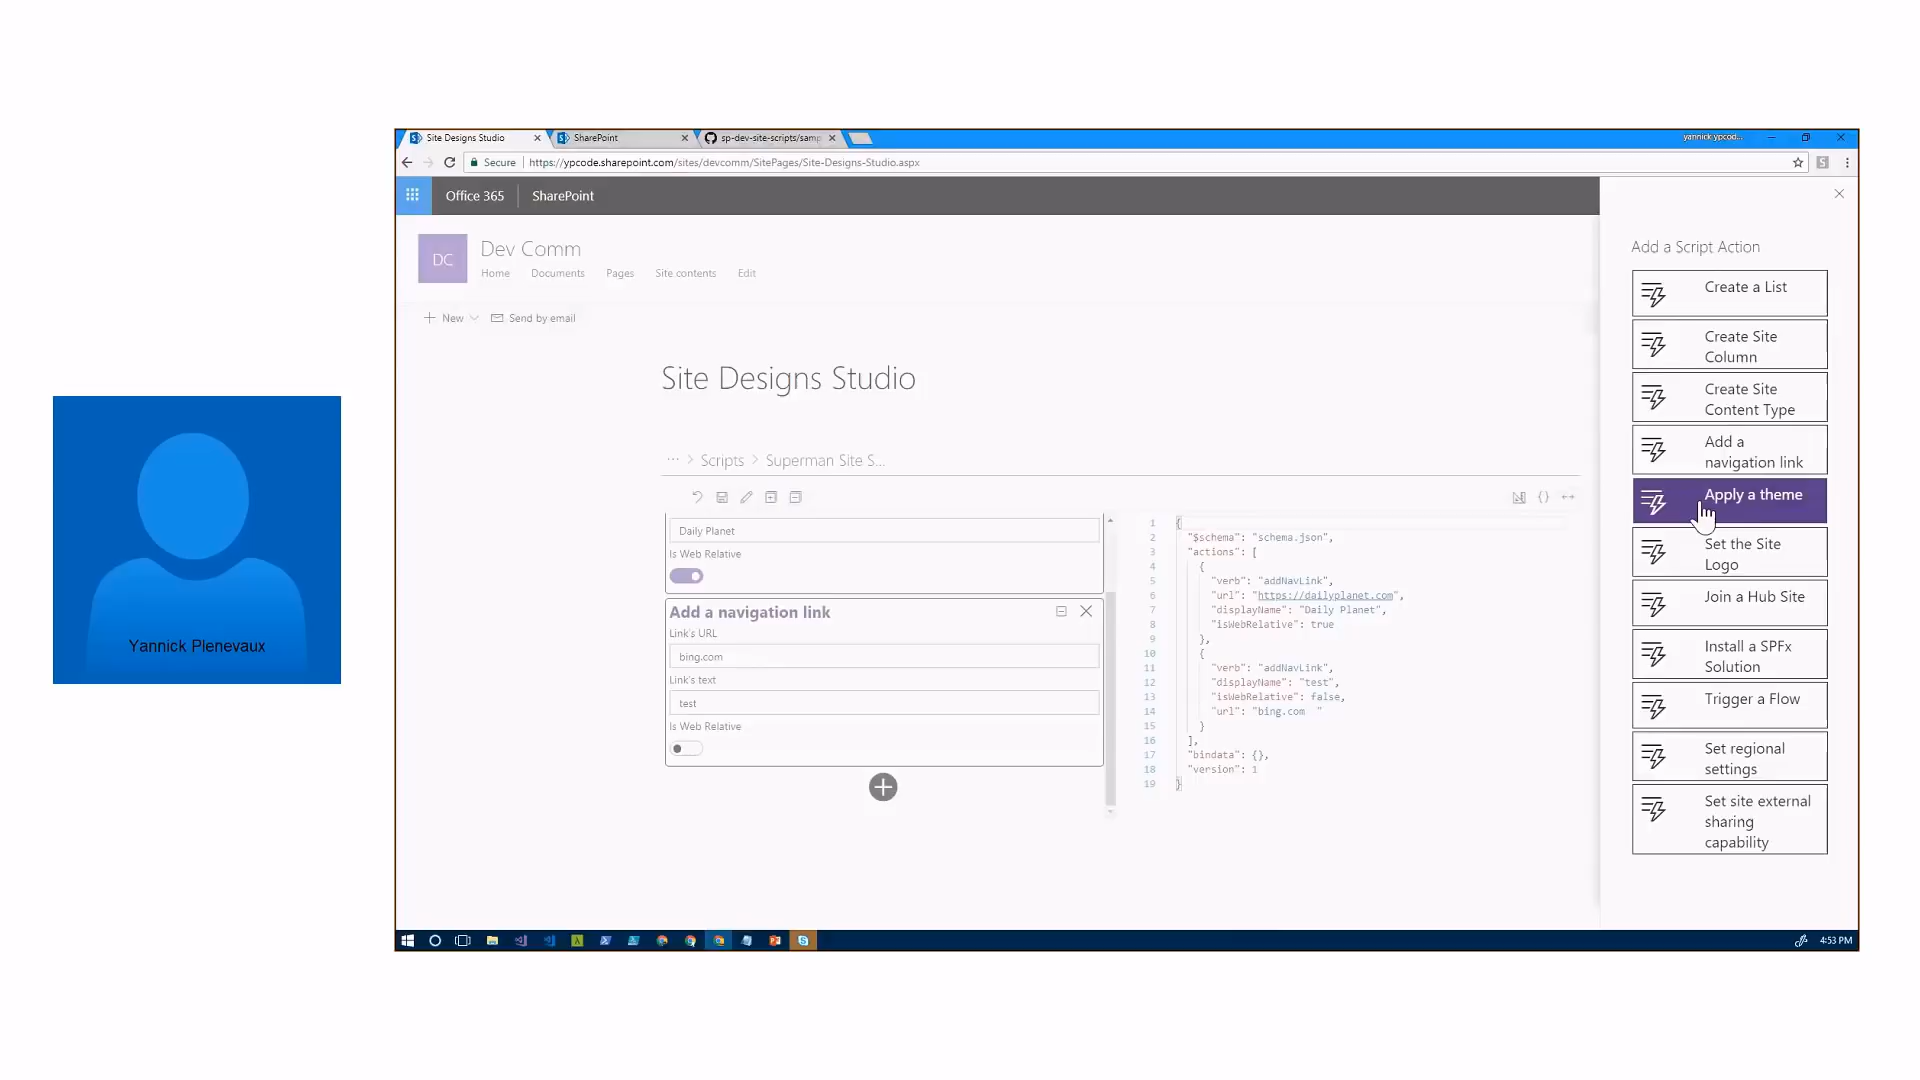 Site Designs Studio
SharePoint
sp-dev-site-scripts/samp
yannick ypcod...
Secure
https://ypcode.sharepoint.com/sites/devcomm/SitePages/Site-Designs-Studio.aspx
Office 365
SharePoint
DC
Dev Comm
Home
Documents
Pages
Site contents
Edit
New
Send by email
Site Designs Studio
... > Scripts > Superman Site S...
Daily Planet
Is Web Relative
Add a navigation link
Link's URL
bing.com
Link's text
test
Is Web Relative
1 {
2 "$schema": "schema.json",
3 "actions": [
4 {
5 "verb": "addNavLink",
6 "url": "https://dailyplanet.com",
7 "displayName": "Daily Planet",
8 "isWebRelative": true
9 },
10 {
11 "verb": "addNavLink",
12 "displayName": "test",
13 "isWebRelative": false,
14 "url": "bing.com  "
15 }
16 ],
17 "bindata": {},
18 "version": 1
19 }
Add a Script Action
Create a List
Create Site
Column
Create Site
Content Type
Add a
navigation link
Apply a theme
Set the Site
Logo
Join a Hub Site
Install a SPFx
Solution
Trigger a Flow
Set regional
settings
Set site external
sharing
capability
Yannick Plenevaux
4:53 PM